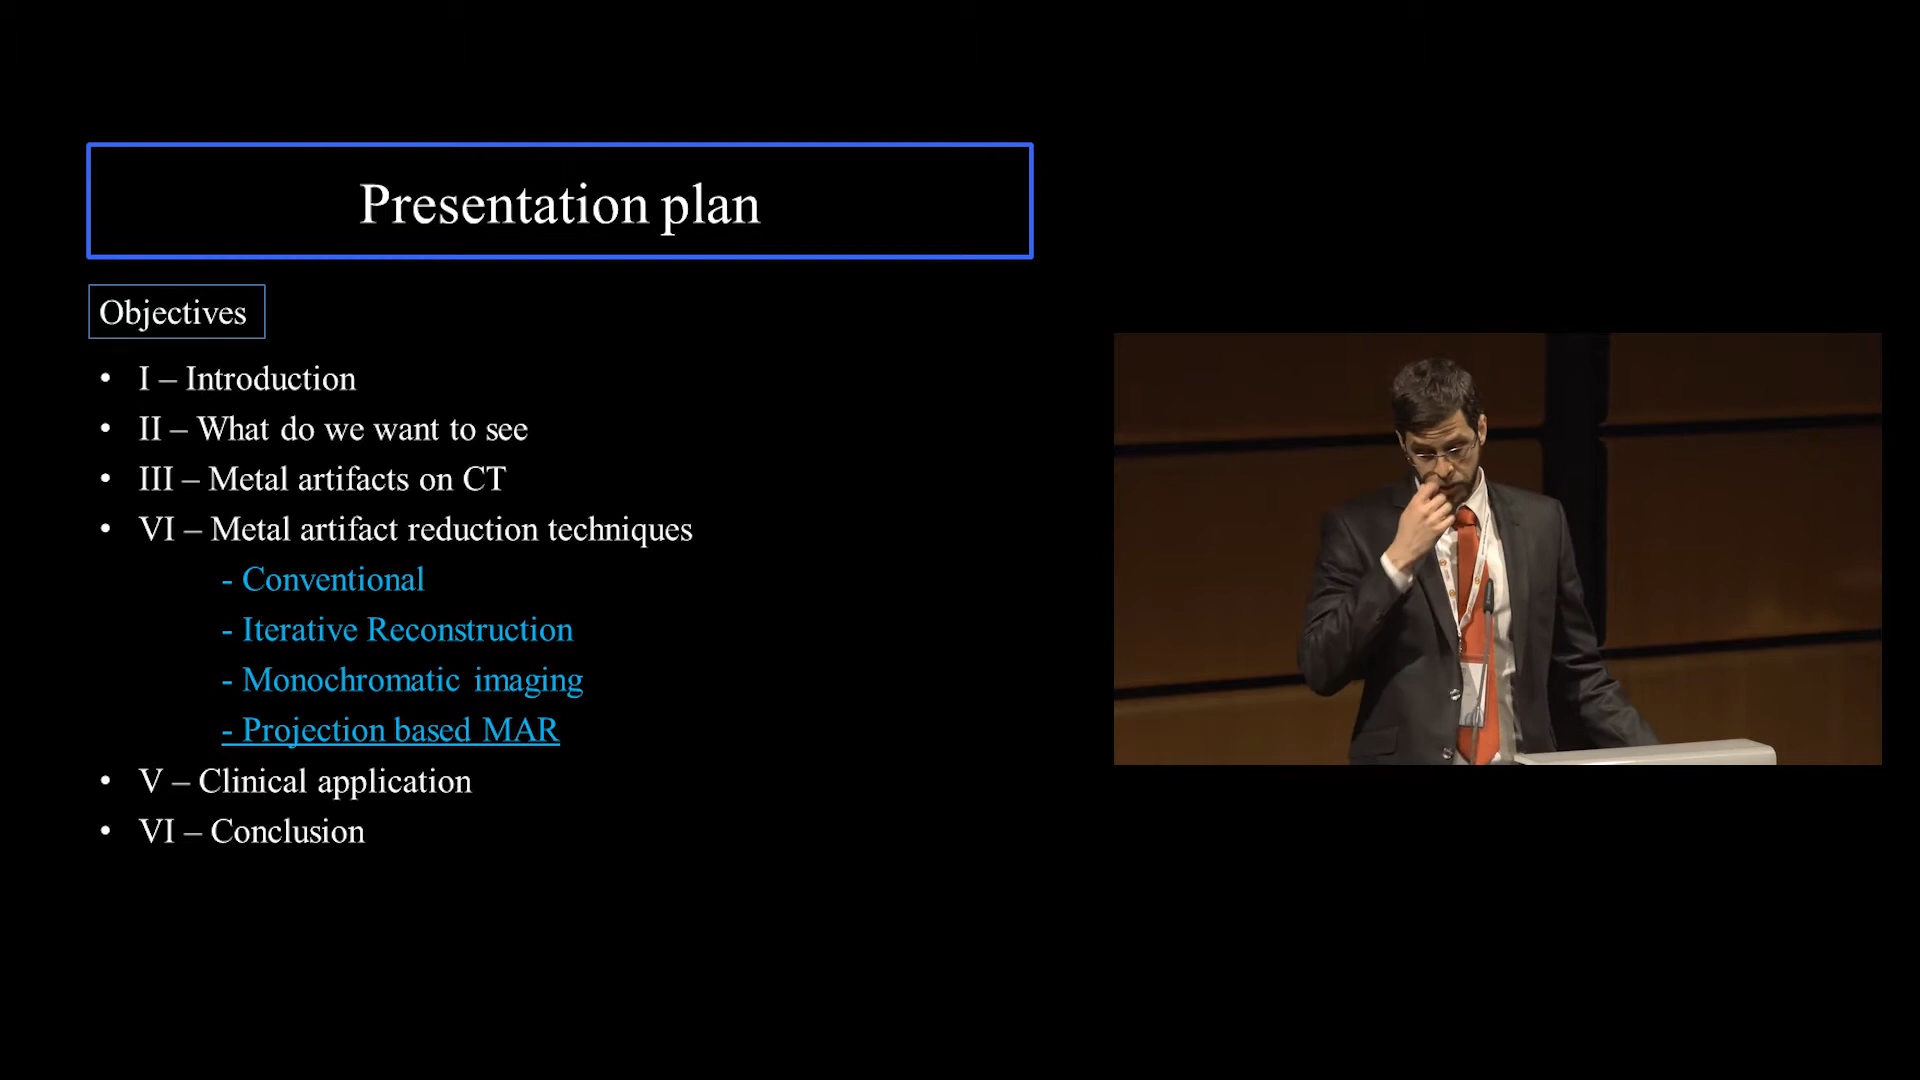 Presentation plan
Objectives
• I – Introduction
• II – What do we want to see
• III – Metal artifacts on CT
• VI – Metal artifact reduction techniques
- Conventional
- Iterative Reconstruction
- Monochromatic imaging
- Projection based MAR
• V – Clinical application
• VI – Conclusion